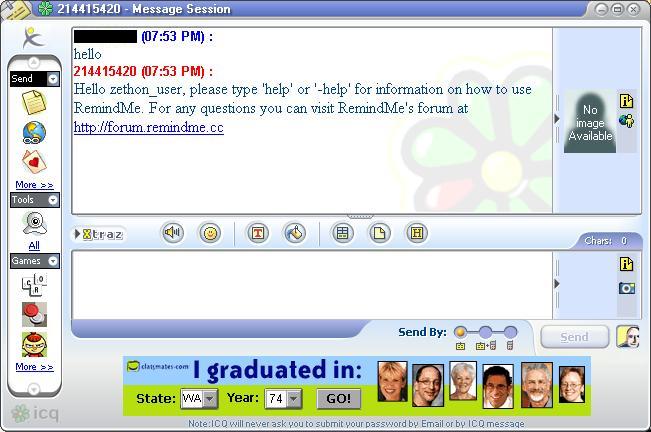 214415420 - Message Session
(07:53 PM) :
hello
214415420 (07:53 PM) :
Hello zethon_user, please type 'help' or '-help' for information on how to use
RemindMe. For any questions you can visit RemindMe's forum at
http://forum.remindme.cc
No
image
Available
Send
More >>
Tools
All
Games
More >>
xtraz
Chars: 0
Send By:
Send
classmates.com
I graduated in:
State: WA Year: 74 GO!
Note:ICQ will never ask you to submit your password by Email or by ICQ message
icq